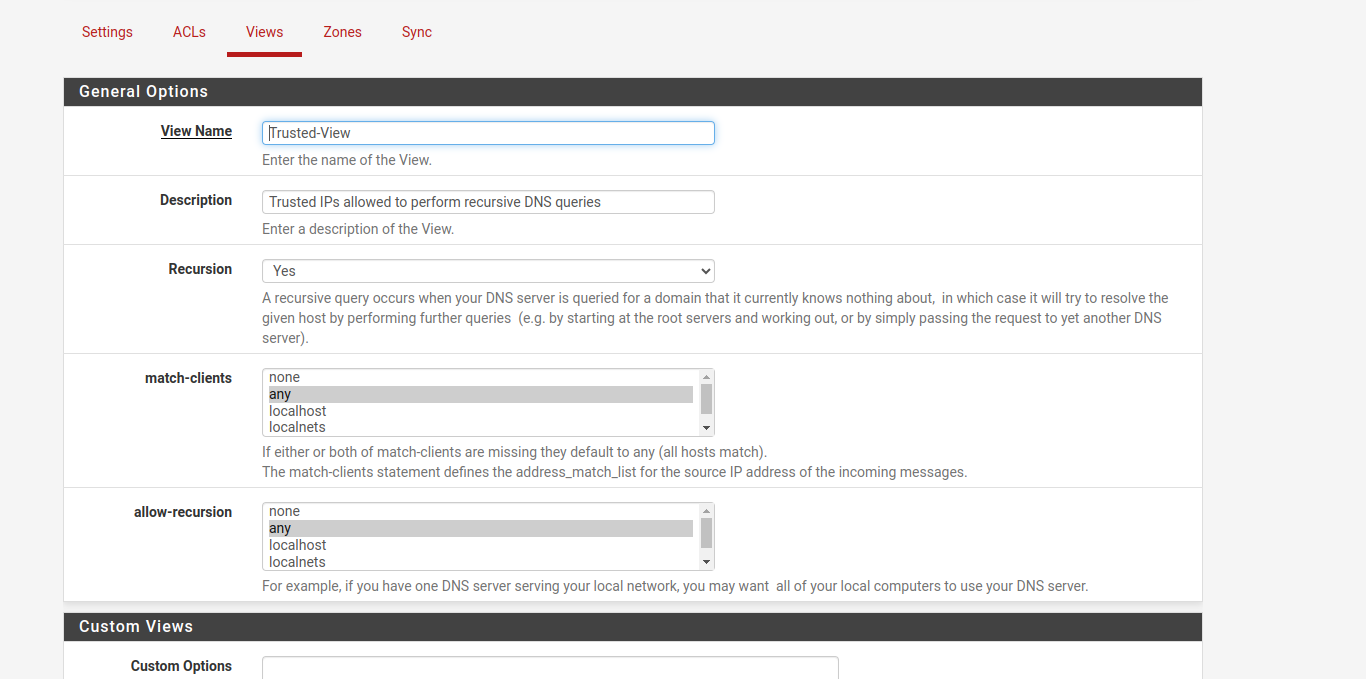 Settings ACLs Views Zones Sync
General Options
View Name Trusted-View
Enter the name of the View.
Description Trusted IPs allowed to perform recursive DNS queries
Enter a description of the View.
Recursion Yes
A recursive query occurs when your DNS server is queried for a domain that it currently knows nothing about, in which case it will try to resolve the
given host by performing further queries (e.g. by starting at the root servers and working out, or by simply passing the request to yet another DNS
server).
match-clients none
any
localhost
localnets
If either or both of match-clients are missing they default to any (all hosts match).
The match-clients statement defines the address_match_list for the source IP address of the incoming messages.
allow-recursion none
any
localhost
localnets
For example, if you have one DNS server serving your local network, you may want all of your local computers to use your DNS server.
Custom Views
Custom Options